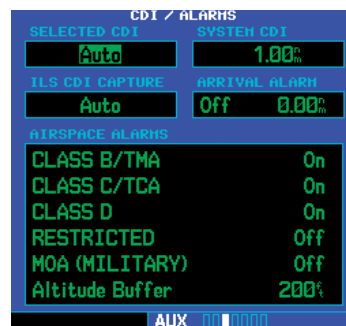 CDI / ALARMS
SELECTED CDI
SYSTEM CDI
Auto
1.00nm
ILS CDI CAPTURE
ARRIVAL ALARM
Auto
Off 0.00nm
AIRSPACE ALARMS
CLASS B/TMA On
CLASS C/TCA On
CLASS D On
RESTRICTED Off
MOA (MILITARY) Off
Altitude Buffer 200ft
AUX